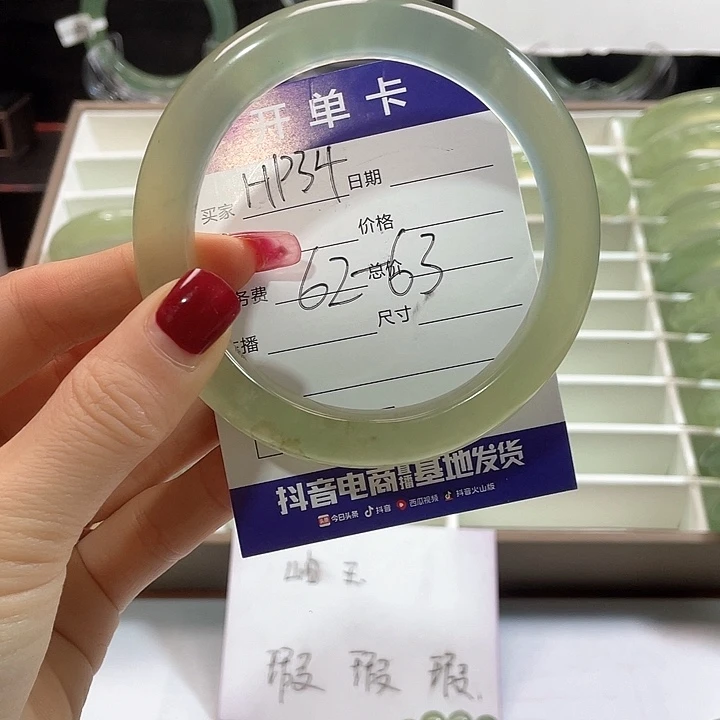 开单卡
买家 HP34 日期
价格
务费 62-63 总价
播 尺寸
抖音电商直播基地发货
今日头条 抖音 西瓜视频 抖音火山版
岫玉
瑕 瑕 瑕